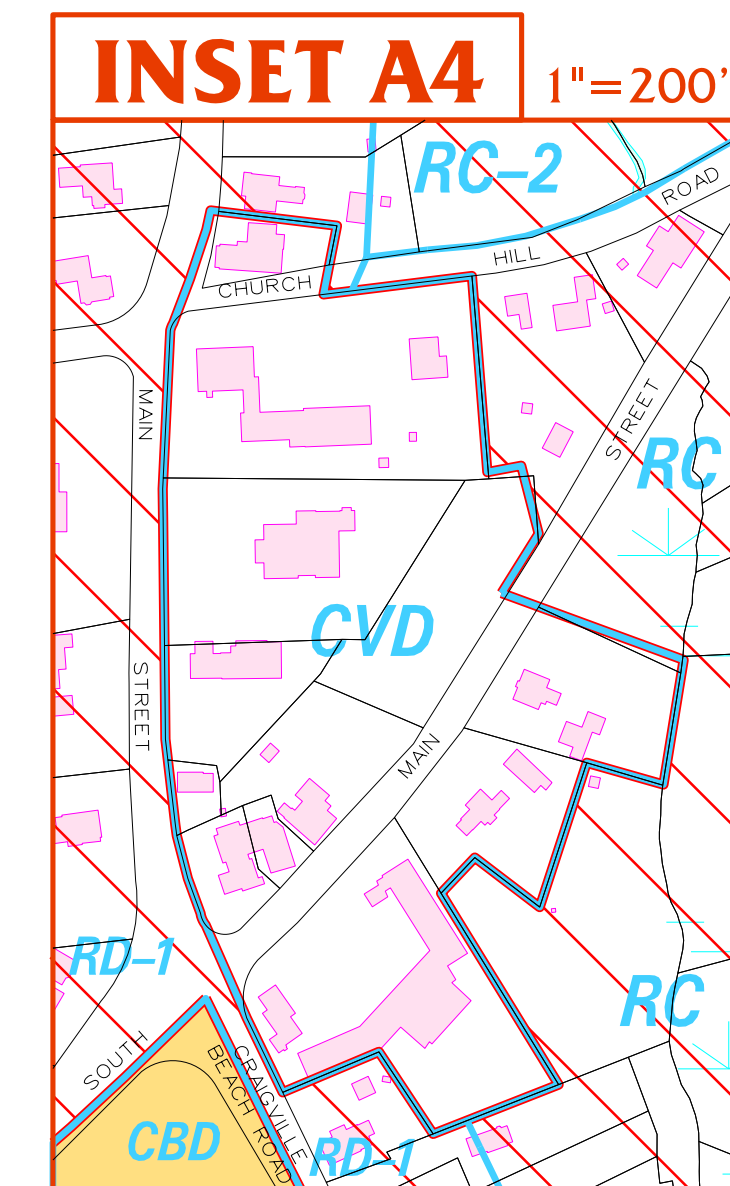 INSET A4
1"=200'
RC-2
ROAD
HILL
CHURCH
MAIN
STREET
RC
CVD
STREET
MAIN
RD-1
RC
SOUTH
CRAIGVILLE
BEACH ROAD
CBD
RD-1